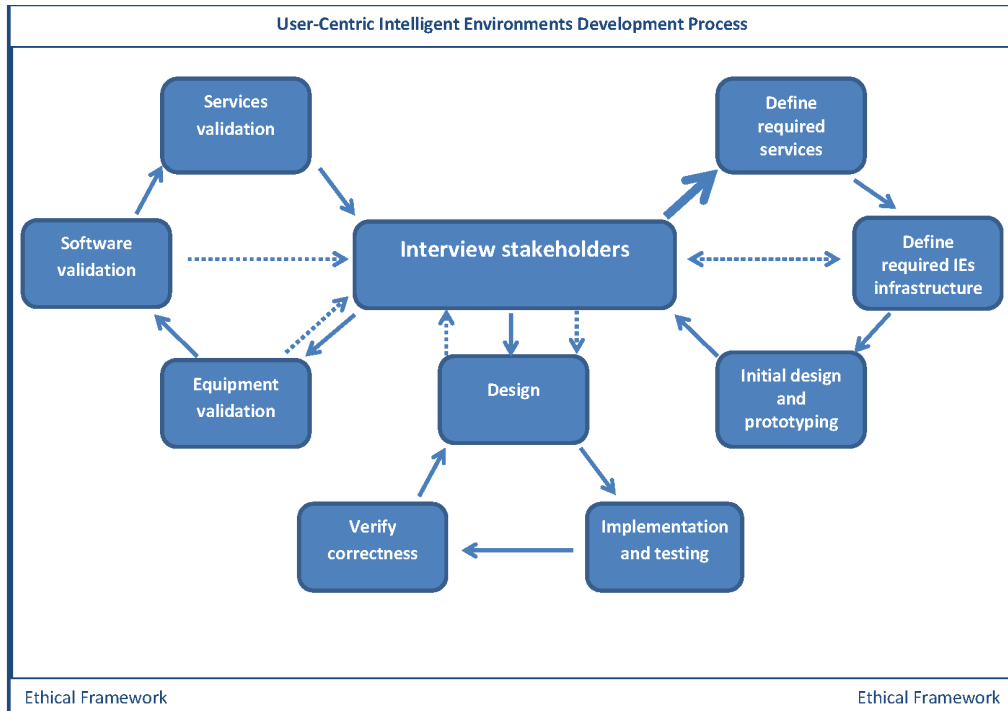 User-Centric Intelligent Environments Development Process
Services
validation
Define
required
services
Software
validation
Interview stakeholders
Define
required IEs
infrastructure
Equipment
validation
Design
Initial design
and
prototyping
Verify
correctness
Implementation
and testing
Ethical Framework
Ethical Framework